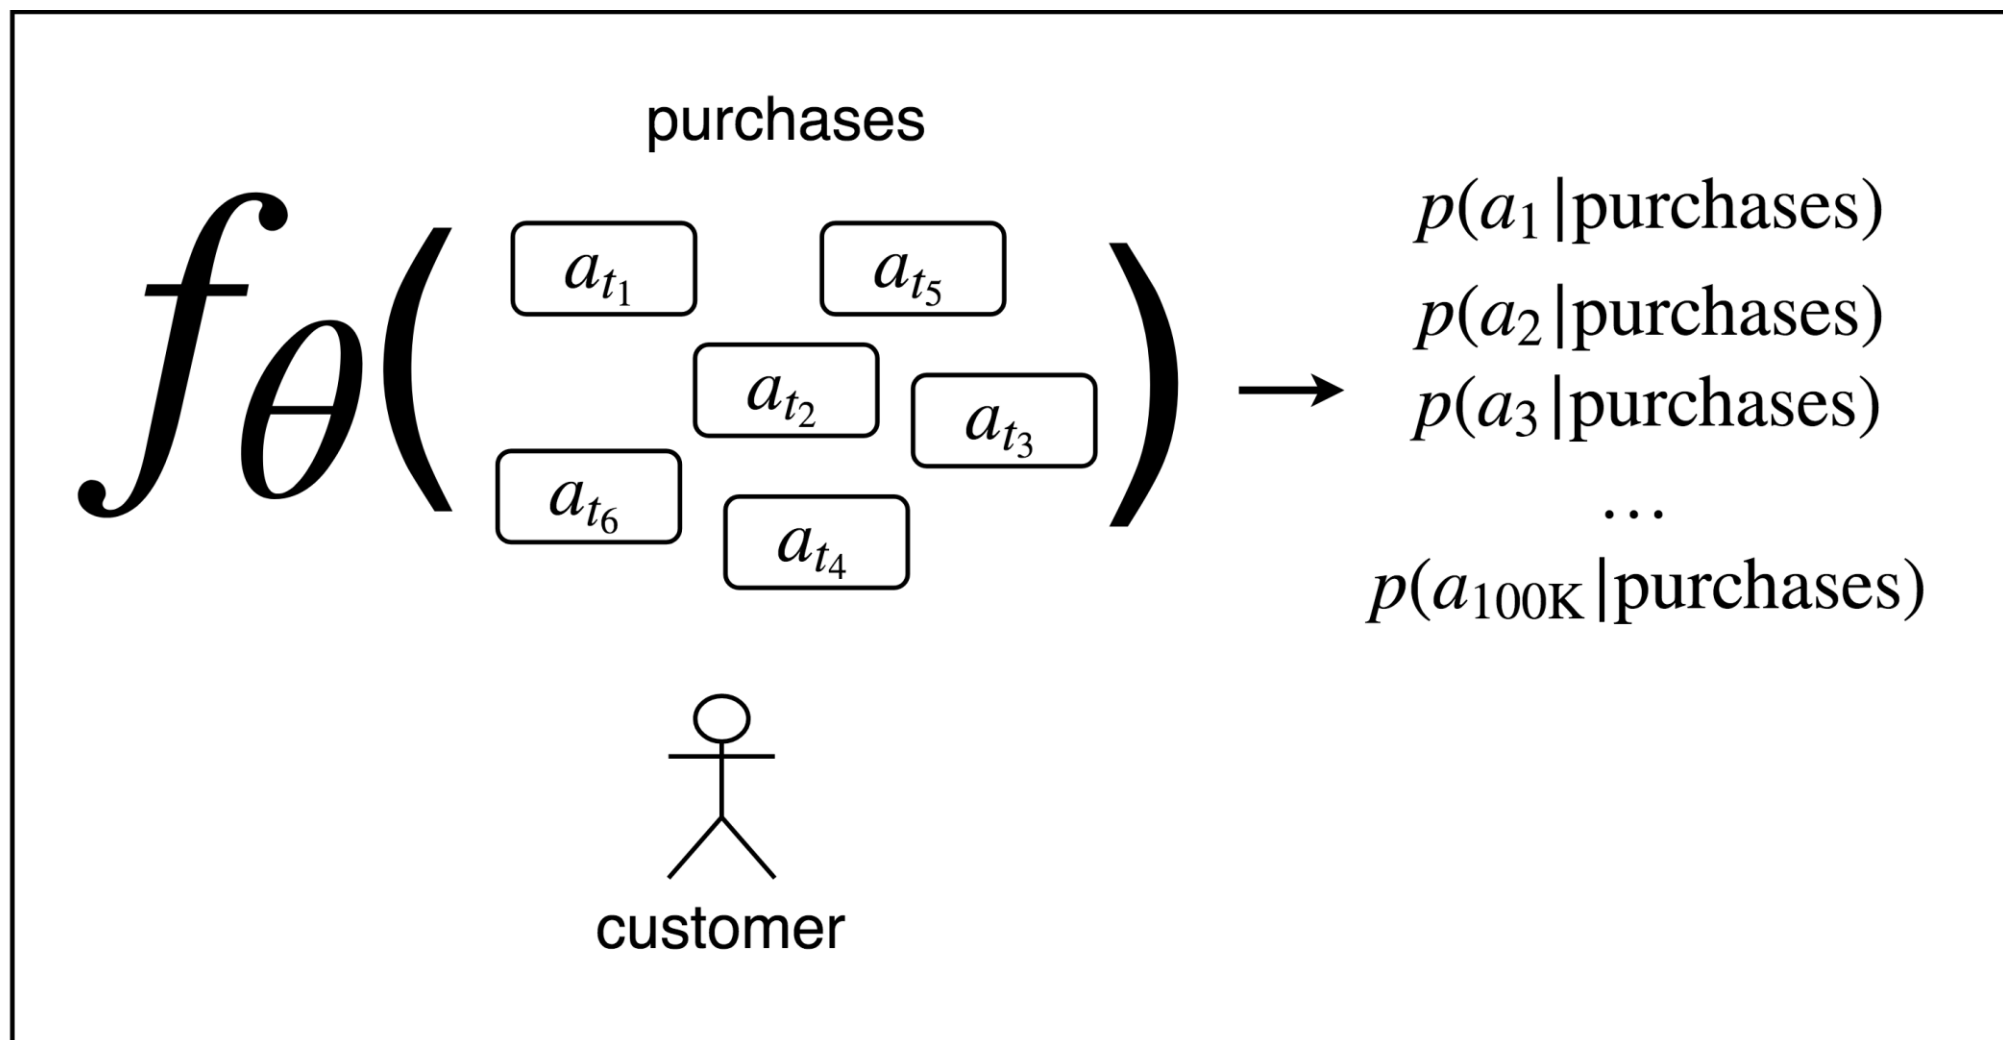 purchases
f_θ( a_{t_1} a_{t_5} a_{t_2} a_{t_3} a_{t_6} a_{t_4} ) →
p(a_1|purchases)
p(a_2|purchases)
p(a_3|purchases)
…
p(a_{100K}|purchases)
customer